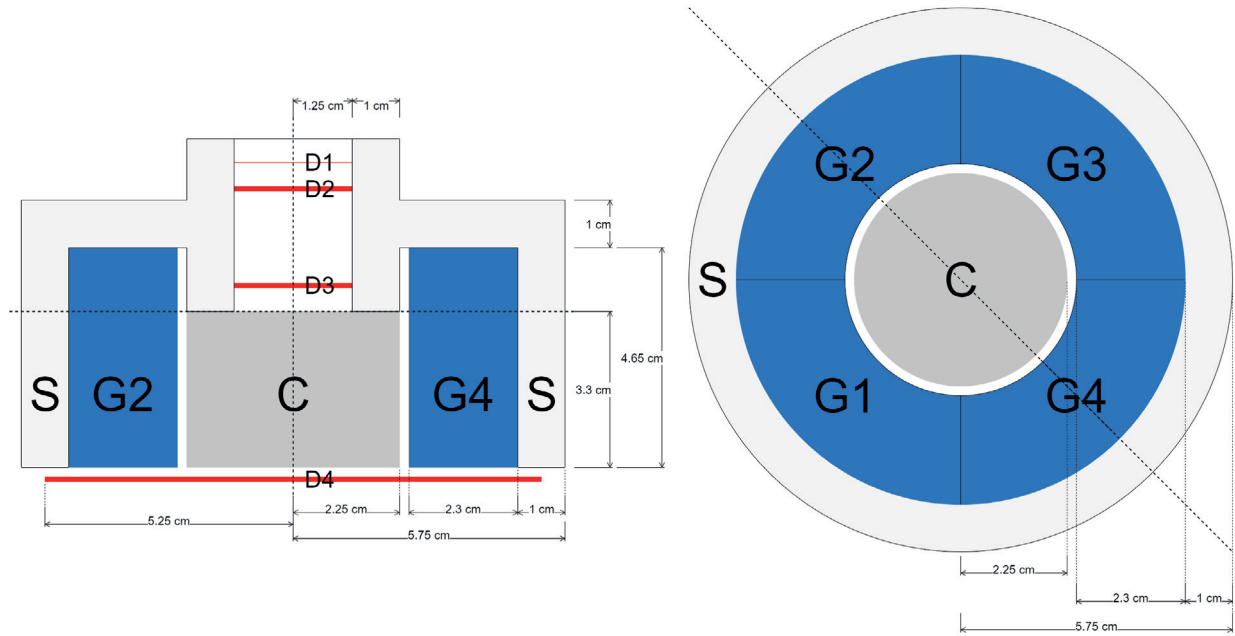 1.25 cm
1 cm
D1
D2
D3
1 cm
4.65 cm
3.3 cm
S
G2
C
G4
S
D4
5.25 cm
2.25 cm
2.3 cm
1 cm
5.75 cm
G2
G3
S
C
G1
G4
2.25 cm
2.3 cm
1 cm
5.75 cm